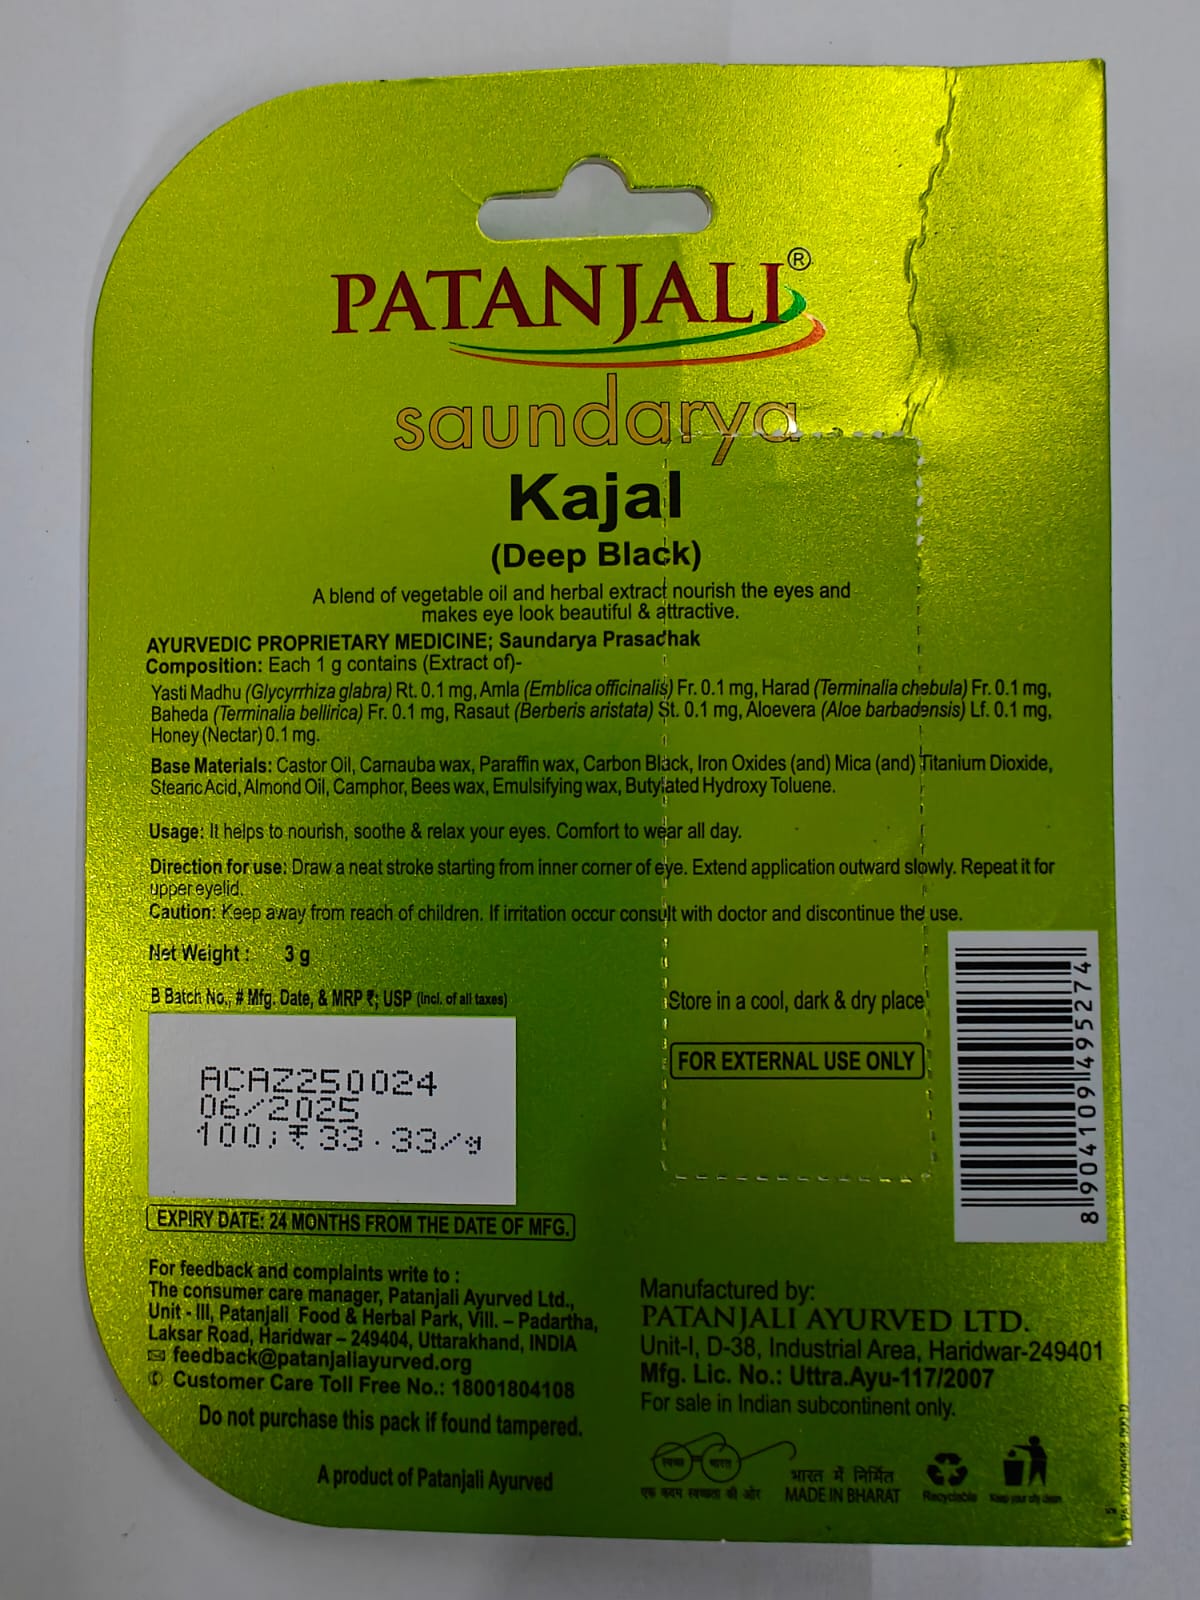 PATANJALI®
saundarya
Kajal
(Deep Black)
A blend of vegetable oil and herbal extract nourish the eyes and
makes eye look beautiful & attractive.
AYURVEDIC PROPRIETARY MEDICINE; Saundarya Prasadhak
Composition: Each 1 g contains (Extract of)-
Yasti Madhu (Glycyrrhiza glabra) Rt. 0.1 mg, Amla (Emblica officinalis) Fr. 0.1 mg, Harad (Terminalia chebula) Fr. 0.1 mg,
Baheda (Terminalia bellirica) Fr. 0.1 mg, Rasaut (Berberis aristata) St. 0.1 mg, Aloevera (Aloe barbadensis) Lf. 0.1 mg,
Honey (Nectar) 0.1 mg.
Base Materials: Castor Oil, Carnauba wax, Paraffin wax, Carbon Black, Iron Oxides (and) Mica (and) Titanium Dioxide,
Stearic Acid, Almond Oil, Camphor, Bees wax, Emulsifying wax, Butylated Hydroxy Toluene.
Usage: It helps to nourish, soothe & relax your eyes. Comfort to wear all day.
Direction for use: Draw a neat stroke starting from inner corner of eye. Extend application outward slowly. Repeat it for
upper eyelid.
Caution: Keep away from reach of children. If irritation occur consult with doctor and discontinue the use.
Net Weight : 3 g
B Batch No., # Mfg. Date, & MRP ₹; USP (Incl. of all taxes)
ACAZ250024
06/2025
100;₹33.33/g
EXPIRY DATE: 24 MONTHS FROM THE DATE OF MFG.
Store in a cool, dark & dry place
FOR EXTERNAL USE ONLY
8904109495274
For feedback and complaints write to :
The consumer care manager, Patanjali Ayurved Ltd.,
Unit - III, Patanjali Food & Herbal Park, Vill. – Padartha,
Laksar Road, Haridwar – 249404, Uttarakhand, INDIA
feedback@patanjaliayurved.org
Customer Care Toll Free No.: 18001804108
Do not purchase this pack if found tampered.
A product of Patanjali Ayurved
Manufactured by:
PATANJALI AYURVED LTD.
Unit-I, D-38, Industrial Area, Haridwar-249401
Mfg. Lic. No.: Uttra.Ayu-117/2007
For sale in Indian subcontinent only.
स्वच्छ भारत
एक कदम स्वच्छता की ओर
भारत में निर्मित
MADE IN BHARAT
Recyclable
Keep your city clean